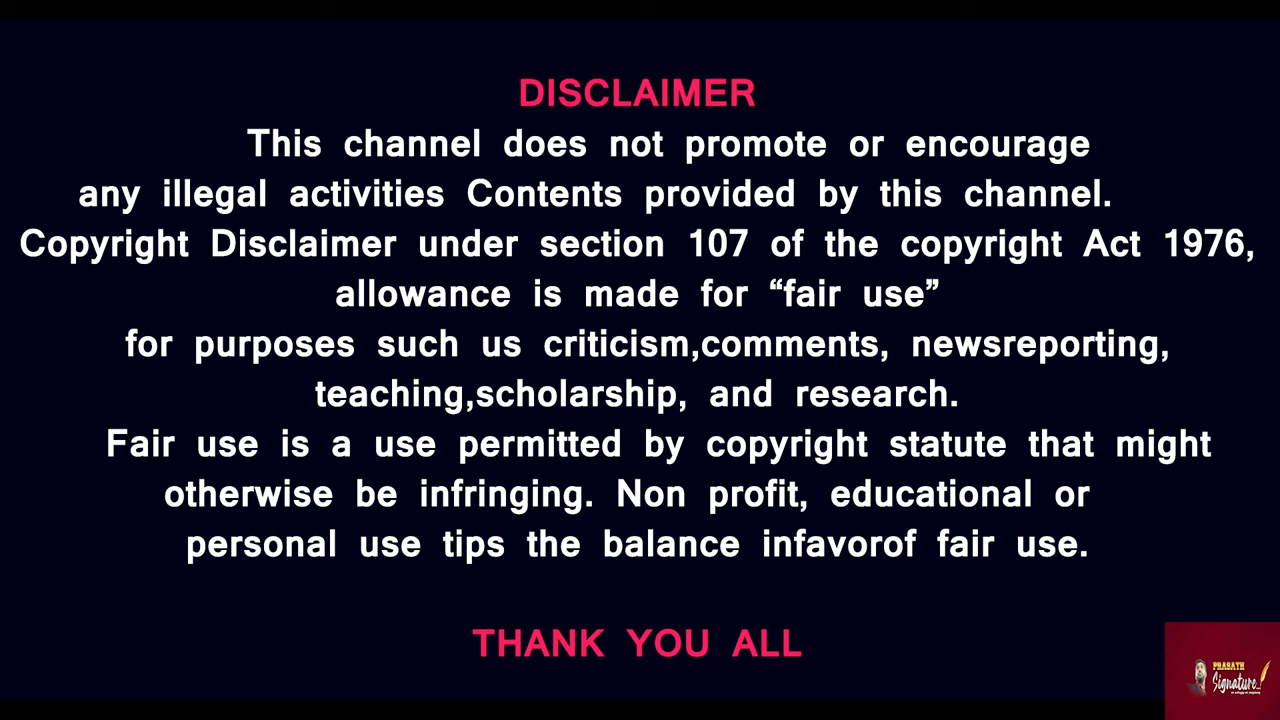 DISCLAIMER
This channel does not promote or encourage
any illegal activities Contents provided by this channel.
Copyright Disclaimer under section 107 of the copyright Act 1976,
allowance is made for “fair use”
for purposes such us criticism,comments, newsreporting,
teaching,scholarship, and research.
Fair use is a use permitted by copyright statute that might
otherwise be infringing. Non profit, educational or
personal use tips the balance infavorof fair use.
THANK YOU ALL
PRASATH
Signature